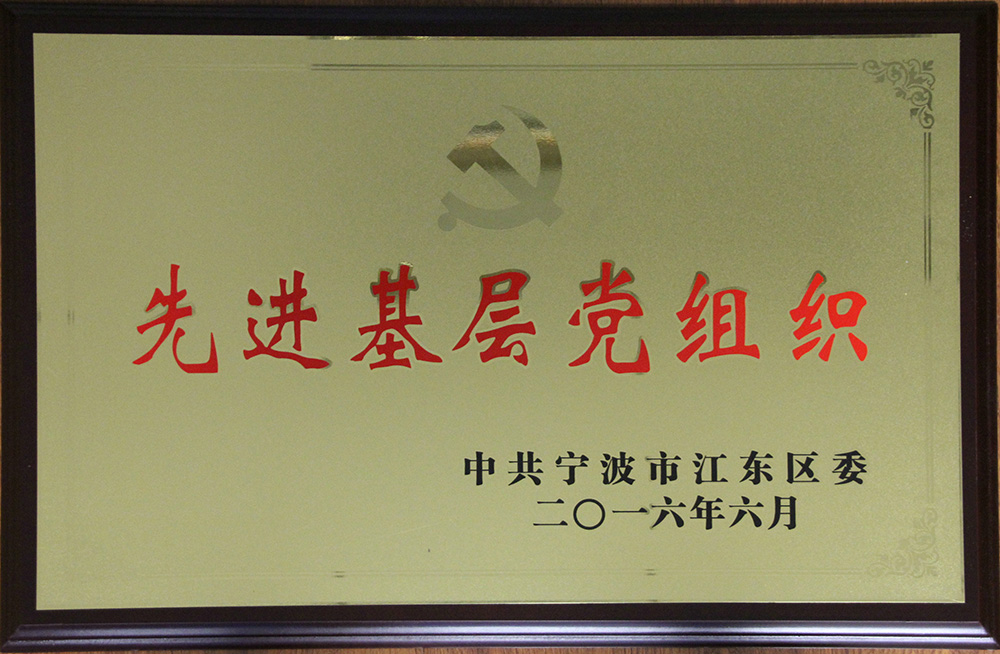 先进基层党组织
中共宁波市江东区委
二〇一六年六月